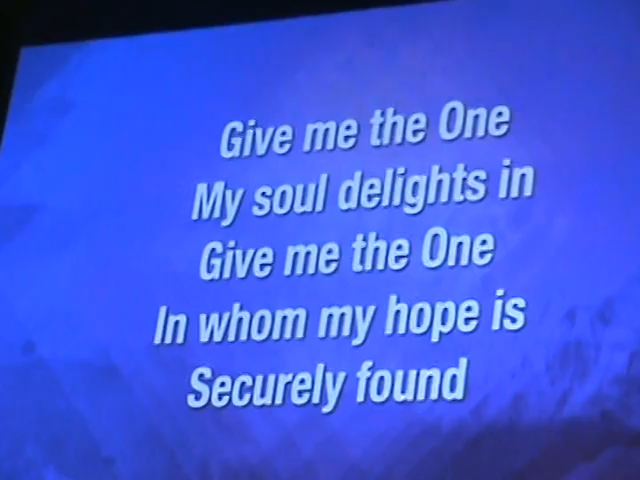 Give me the One
My soul delights in
Give me the One
In whom my hope is
Securely found